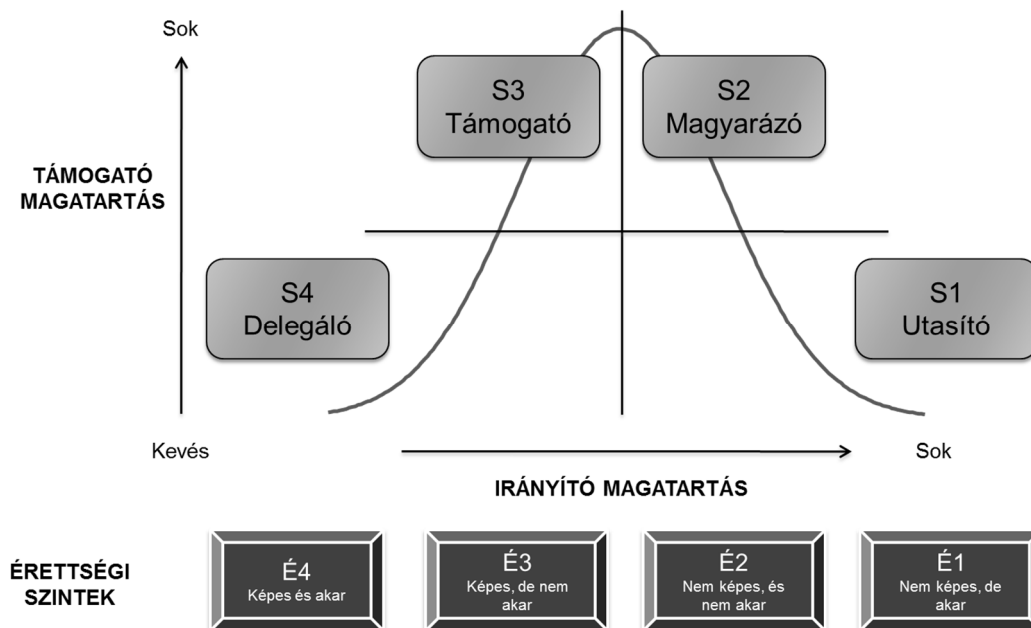 Sok
S3
Támogató
S2
Magyarázó
TÁMOGATÓ
MAGATARTÁS
S4
Delegáló
S1
Utasító
Kevés
Sok
IRÁNYÍTÓ MAGATARTÁS
ÉRETTSÉGI
SZINTEK
É4
Képes és akar
É3
Képes, de nem
akar
É2
Nem képes, és
nem akar
É1
Nem képes, de
akar